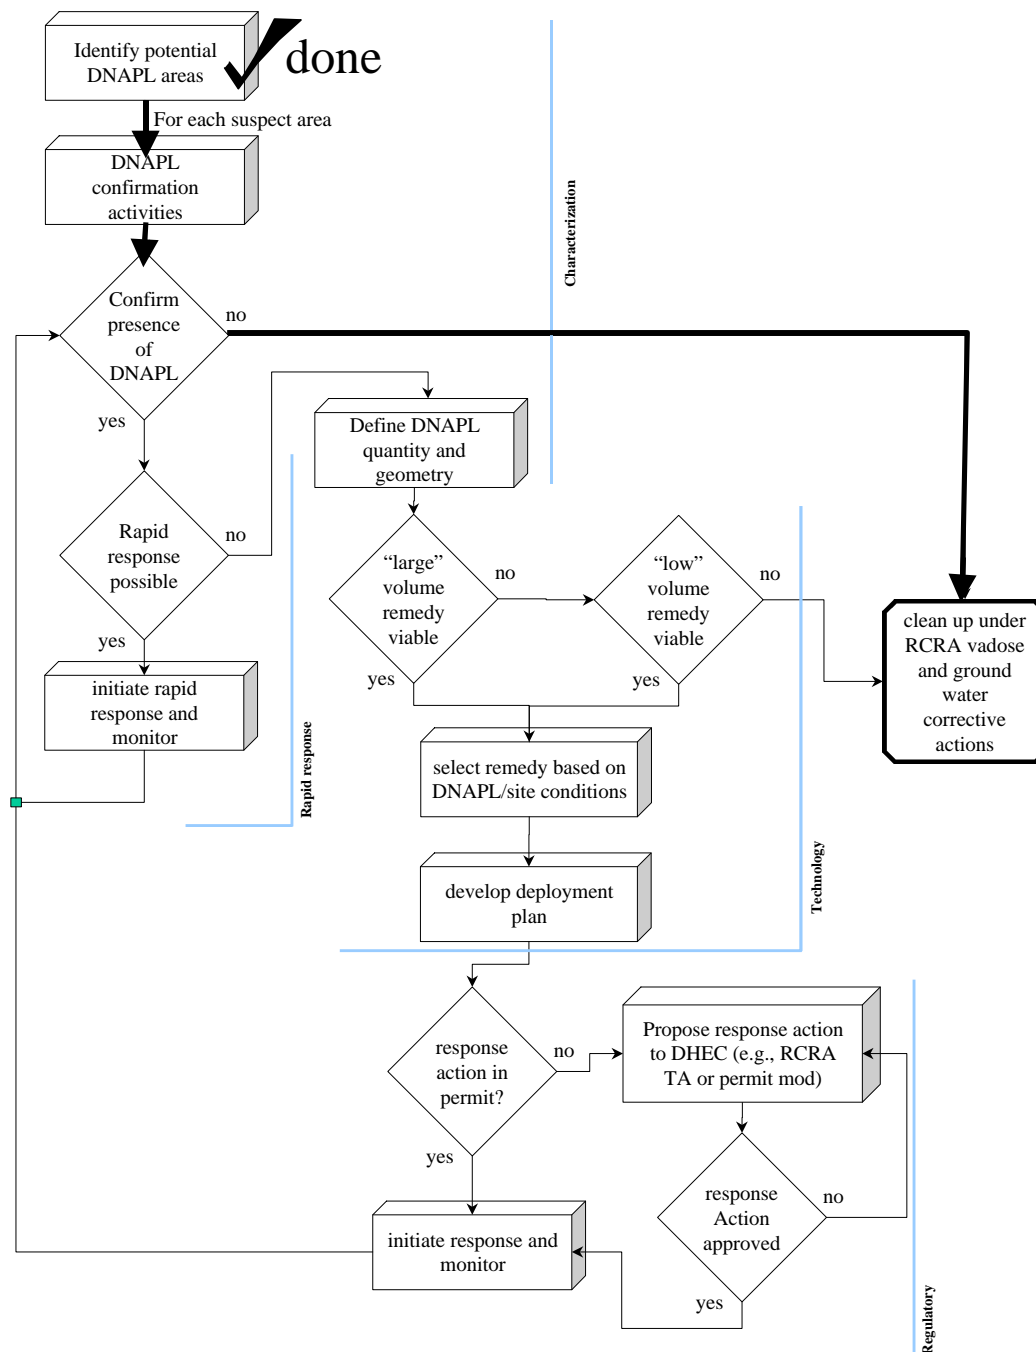 Identify potential
DNAPL areas
done
For each suspect area
DNAPL
confirmation
activities
Characterization
Confirm
presence
of
DNAPL
no
yes
Define DNAPL
quantity and
geometry
Rapid
response
possible
no
yes
“large”
volume
remedy
viable
no
yes
“low”
volume
remedy
viable
no
yes
clean up under
RCRA vadose
and ground
water
corrective
actions
initiate rapid
response and
monitor
Rapid response
select remedy based on
DNAPL/site conditions
develop deployment
plan
Technology
response
action in
permit?
no
yes
Propose response action
to DHEC (e.g., RCRA
TA or permit mod)
response
Action
approved
no
yes
initiate response and
monitor
Regulatory